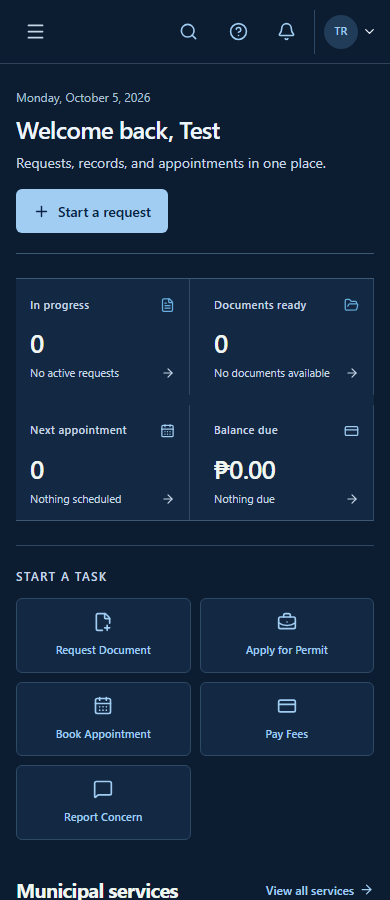 TR
Monday, October 5, 2026
Welcome back, Test
Requests, records, and appointments in one place.
Start a request
In progress
0
No active requests
Documents ready
0
No documents available
Next appointment
0
Nothing scheduled
Balance due
₱0.00
Nothing due
START A TASK
Request Document
Apply for Permit
Book Appointment
Pay Fees
Report Concern
Municipal services
View all services